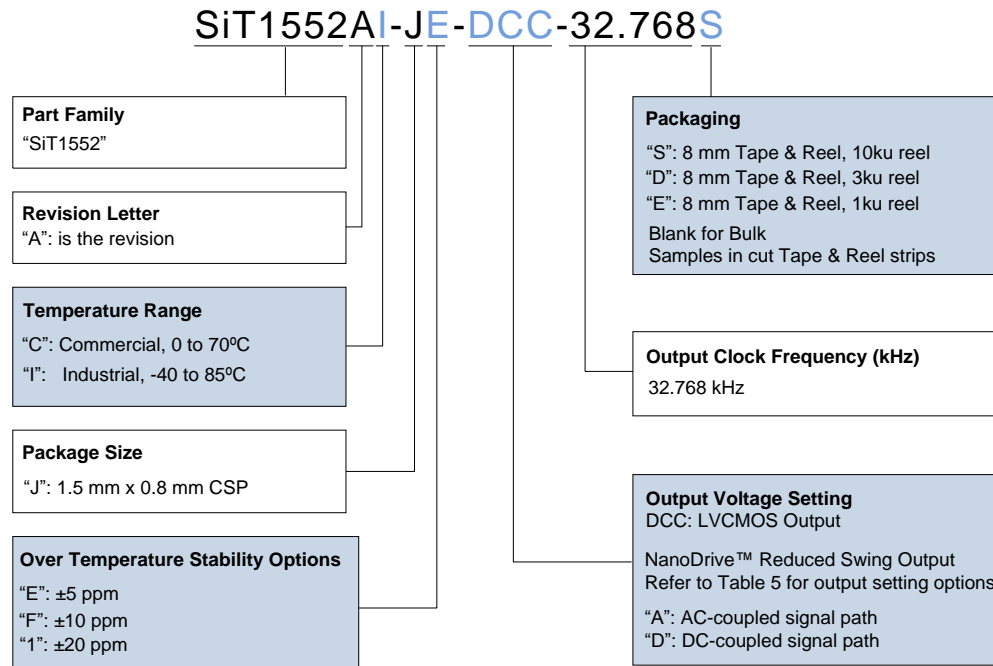 SiT1552AI-JE-DCC-32.768S
Part Family
“SiT1552”
Revision Letter
“A”: is the revision
Temperature Range
“C”: Commercial, 0 to 70ºC
“I”: Industrial, -40 to 85ºC
Package Size
“J”: 1.5 mm x 0.8 mm CSP
Over Temperature Stability Options
“E”: ±5 ppm
“F”: ±10 ppm
“1”: ±20 ppm
Packaging
“S”: 8 mm Tape & Reel, 10ku reel
“D”: 8 mm Tape & Reel, 3ku reel
“E”: 8 mm Tape & Reel, 1ku reel
Blank for Bulk
Samples in cut Tape & Reel strips
Output Clock Frequency (kHz)
32.768 kHz
Output Voltage Setting
DCC: LVCMOS Output
NanoDrive™ Reduced Swing Output
Refer to Table 5 for output setting options
“A”: AC-coupled signal path
“D”: DC-coupled signal path